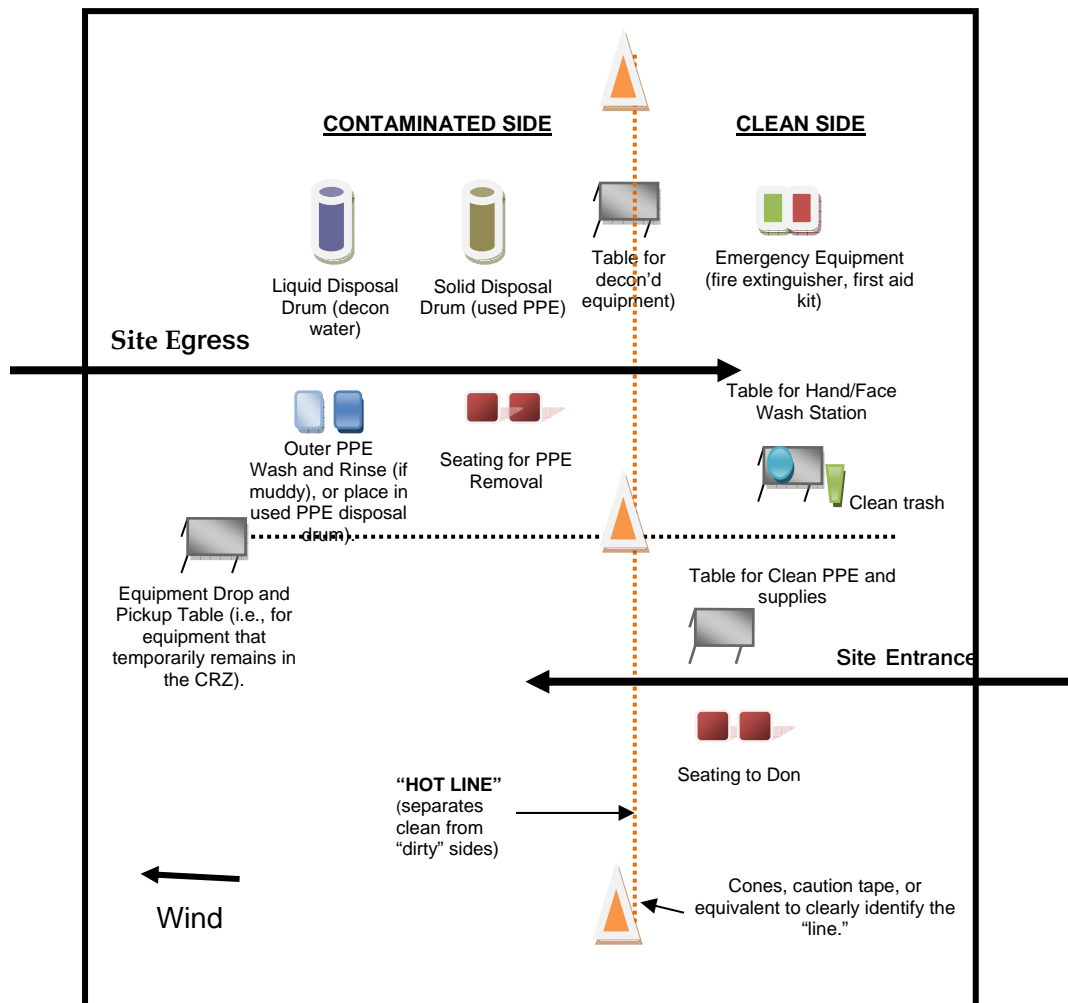 CONTAMINATED SIDE
CLEAN SIDE
Liquid Disposal
Drum (decon
water)
Solid Disposal
Drum (used PPE)
Table for
decon'd
equipment)
Emergency Equipment
(fire extinguisher, first aid
kit)
Site Egress
Outer PPE
Wash and Rinse (if
muddy), or place in
used PPE disposal
drum).
Seating for PPE
Removal
Table for Hand/Face
Wash Station
Clean trash
Equipment Drop and
Pickup Table (i.e., for
equipment that
temporarily remains in
the CRZ).
Table for Clean PPE and
supplies
Site Entrance
Seating to Don
“HOT LINE”
(separates
clean from
“dirty” sides)
Cones, caution tape, or
equivalent to clearly identify the
“line.”
Wind